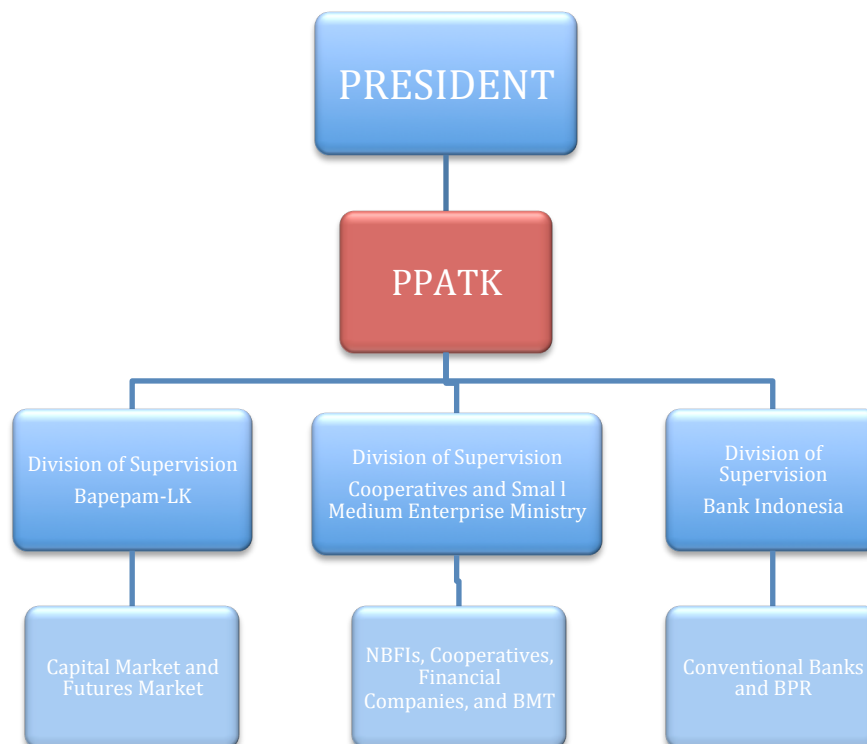 PRESIDENT
PPATK
Division of Supervision
Bapepam-LK
Division of Supervision
Cooperatives and Smal l
Medium Enterprise Ministry
Division of
Supervision
Bank Indonesia
Capital Market and
Futures Market
NBFIs, Cooperatives,
Financial
Companies, and BMT
Conventional Banks
and BPR